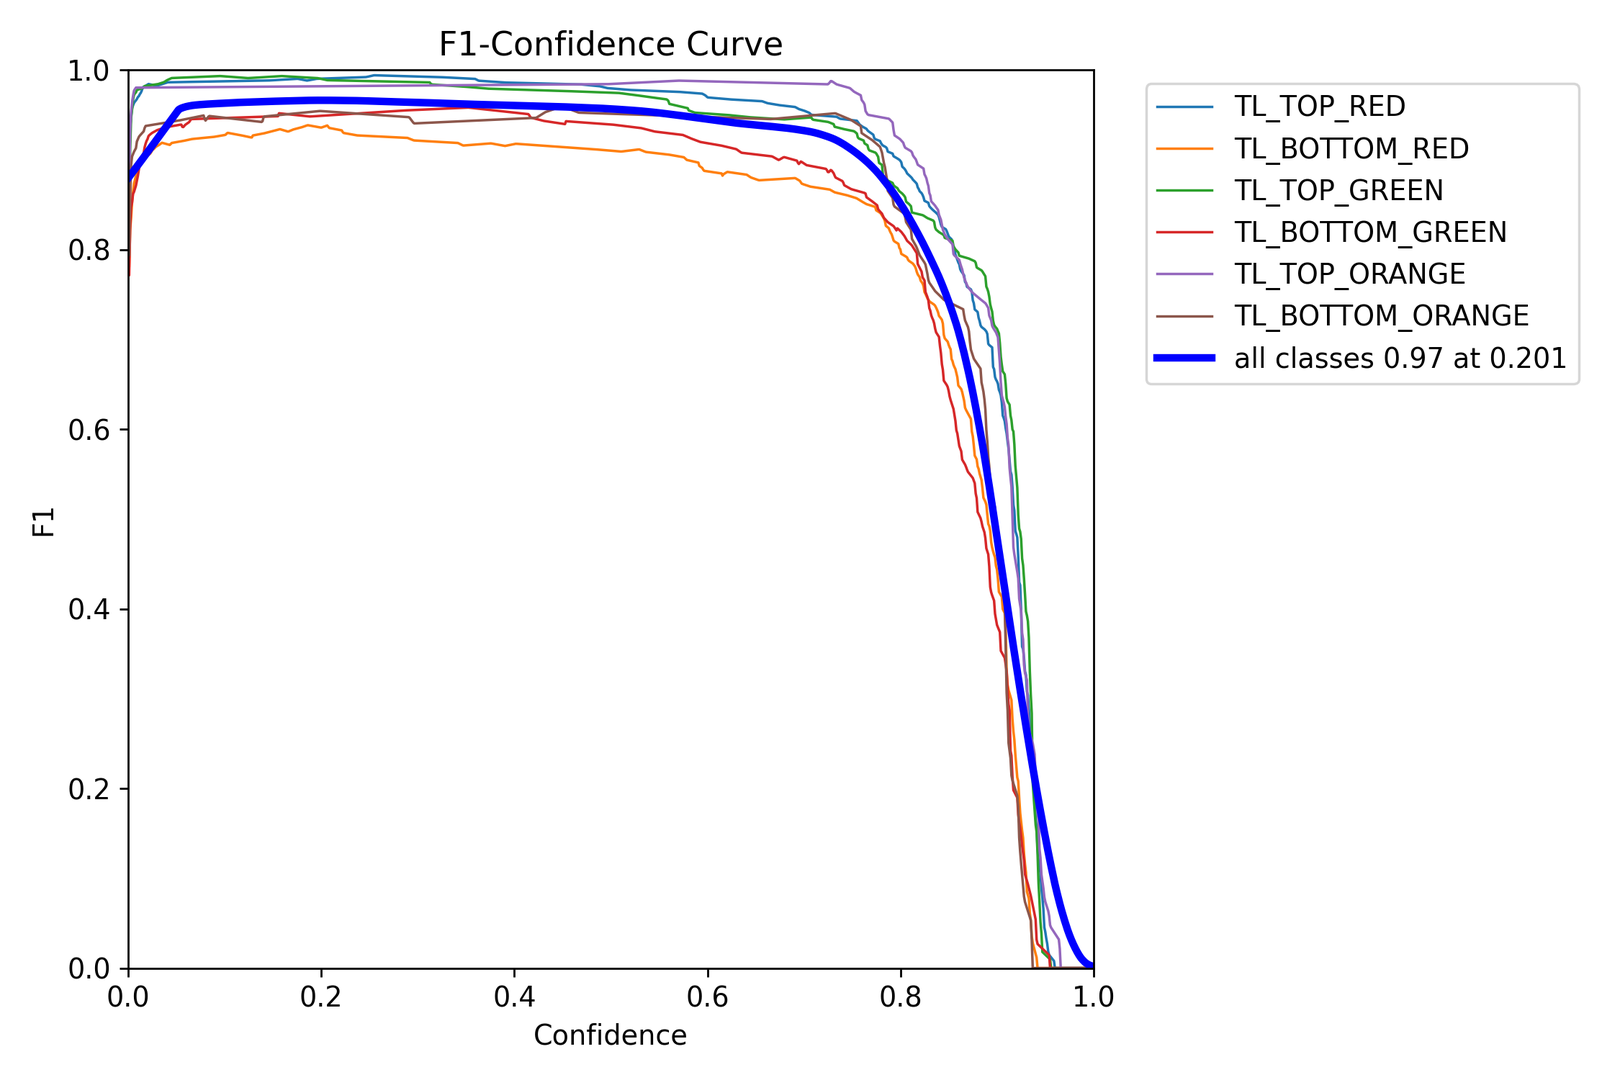 F1-Confidence Curve
1.0
0.8
0.6
0.4
0.2
0.0
F1
0.0 0.2 0.4 0.6 0.8 1.0
Confidence
TL_TOP_RED
TL_BOTTOM_RED
TL_TOP_GREEN
TL_BOTTOM_GREEN
TL_TOP_ORANGE
TL_BOTTOM_ORANGE
all classes 0.97 at 0.201